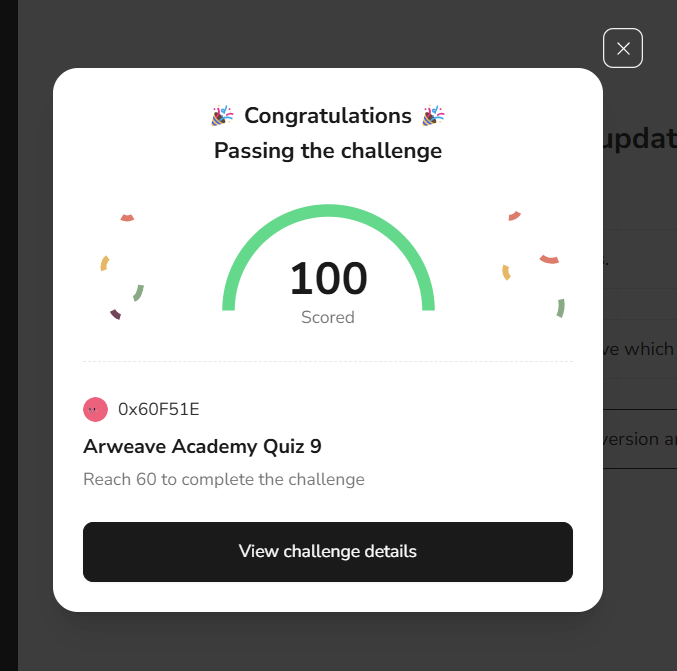 Congratulations
Passing the challenge
updat
100
Scored
ve which
0x60F51E
version a
Arweave Academy Quiz 9
Reach 60 to complete the challenge
View challenge details